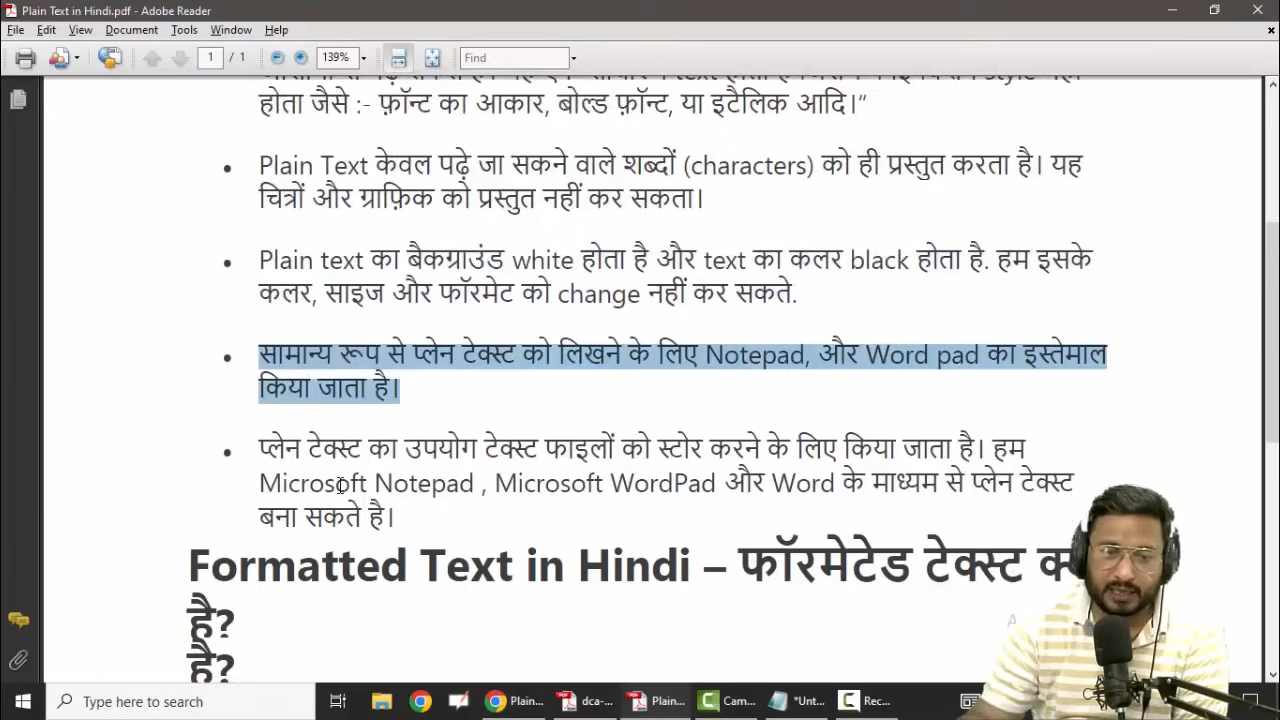 Plain Text in Hindi.pdf - Adobe Reader
File Edit View Document Tools Window Help
1 / 1 139% Find
text style
होता जैसे :- फ़ॉन्ट का आकार, बोल्ड फ़ॉन्ट, या इटैलिक आदि।“
• Plain Text केवल पढ़े जा सकने वाले शब्दों (characters) को ही प्रस्तुत करता है। यह
चित्रों और ग्राफ़िक को प्रस्तुत नहीं कर सकता।
• Plain text का बैकग्राउंड white होता है और text का कलर black होता है. हम इसके
कलर, साइज और फॉरमेट को change नहीं कर सकते.
• सामान्य रूप से प्लेन टेक्स्ट को लिखने के लिए Notepad, और Word pad का इस्तेमाल
किया जाता है।
• प्लेन टेक्स्ट का उपयोग टेक्स्ट फाइलों को स्टोर करने के लिए किया जाता है। हम
Microsoft Notepad , Microsoft WordPad और Word के माध्यम से प्लेन टेक्स्ट
बना सकते है।
Formatted Text in Hindi – फॉरमेटेड टेक्स्ट
है?
है?
Type here to search Plain... dca-... Plain... Cam... *Unt... Rec...